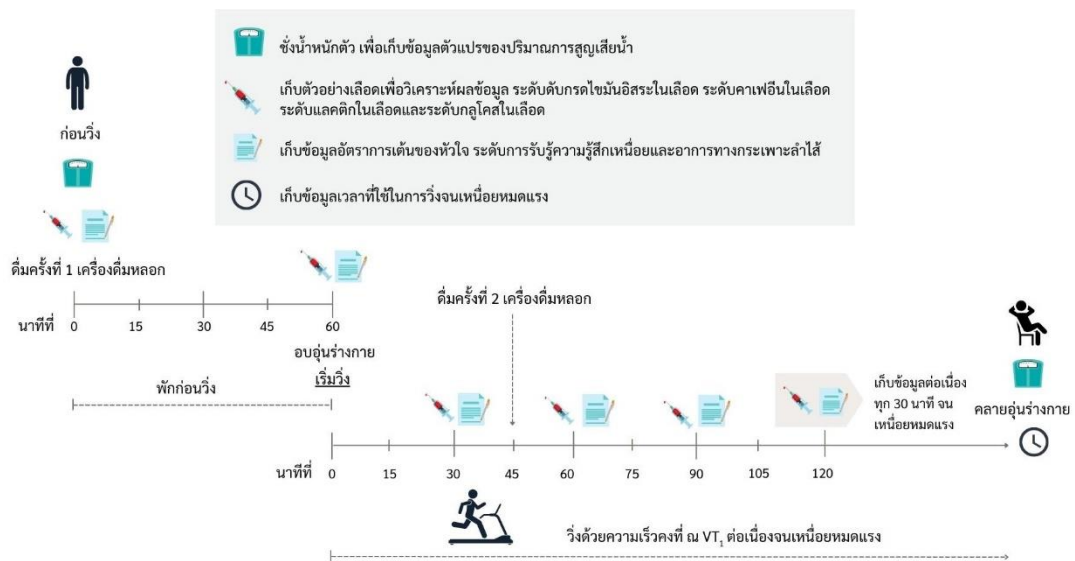 ชั่งน้ำหนักตัว เพื่อเก็บข้อมูลตัวแปรของปริมาณการสูญเสียน้ำ
เก็บตัวอย่างเลือดเพื่อวิเคราะห์ผลข้อมูล ระดับดับกรดไขมันอิสระในเลือด ระดับคาเฟอีนในเลือด
ระดับแลคติกในเลือดและระดับกลูโคสในเลือด
เก็บข้อมูลอัตราการเต้นของหัวใจ ระดับการรับรู้ความรู้สึกเหนื่อยและอาการทางกระเพาะลำไส้
เก็บข้อมูลเวลาที่ใช้ในการวิ่งจนเหนื่อยหมดแรง
ก่อนวิ่ง
ดื่มครั้งที่ 1 เครื่องดื่มหลอก
นาทีที่ 0 15 30 45 60
อบอุ่นร่างกาย
เริ่มวิ่ง
พักก่อนวิ่ง
ดื่มครั้งที่ 2 เครื่องดื่มหลอก
เก็บข้อมูลต่อเนื่อง
ทุก 30 นาที จน
เหนื่อยหมดแรง
คลายอุ่นร่างกาย
นาทีที่ 0 15 30 45 60 75 90 105 120
วิ่งด้วยความเร็วคงที่ ณ VT₁ ต่อเนื่องจนเหนื่อยหมดแรง